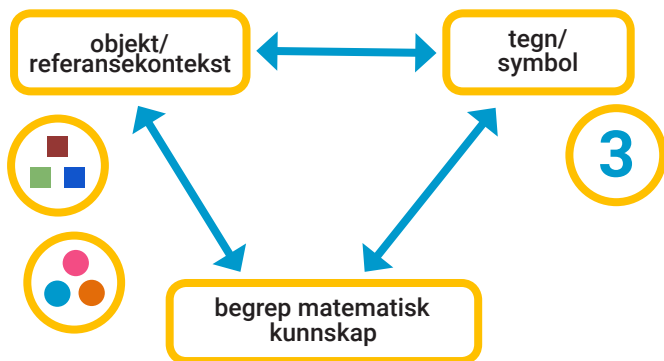 objekt/
referansekontekst
tegn/
symbol
3
begrep matematisk
kunnskap